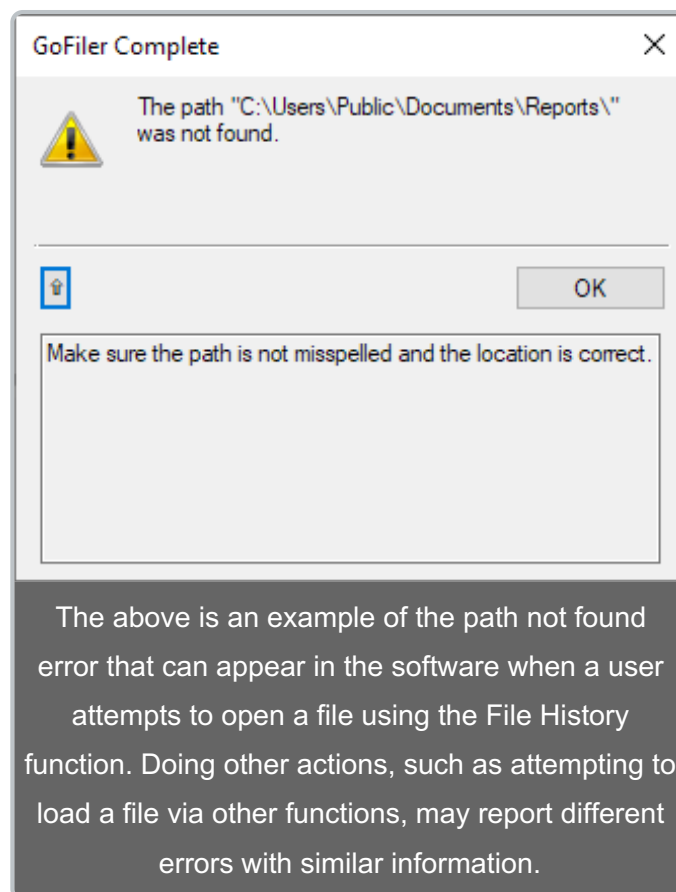 GoFiler Complete
The path "C:\Users\Public\Documents\Reports\"
was not found.
OK
Make sure the path is not misspelled and the location is correct.
The above is an example of the path not found
error that can appear in the software when a user
attempts to open a file using the File History
function. Doing other actions, such as attempting to
load a file via other functions, may report different
errors with similar information.